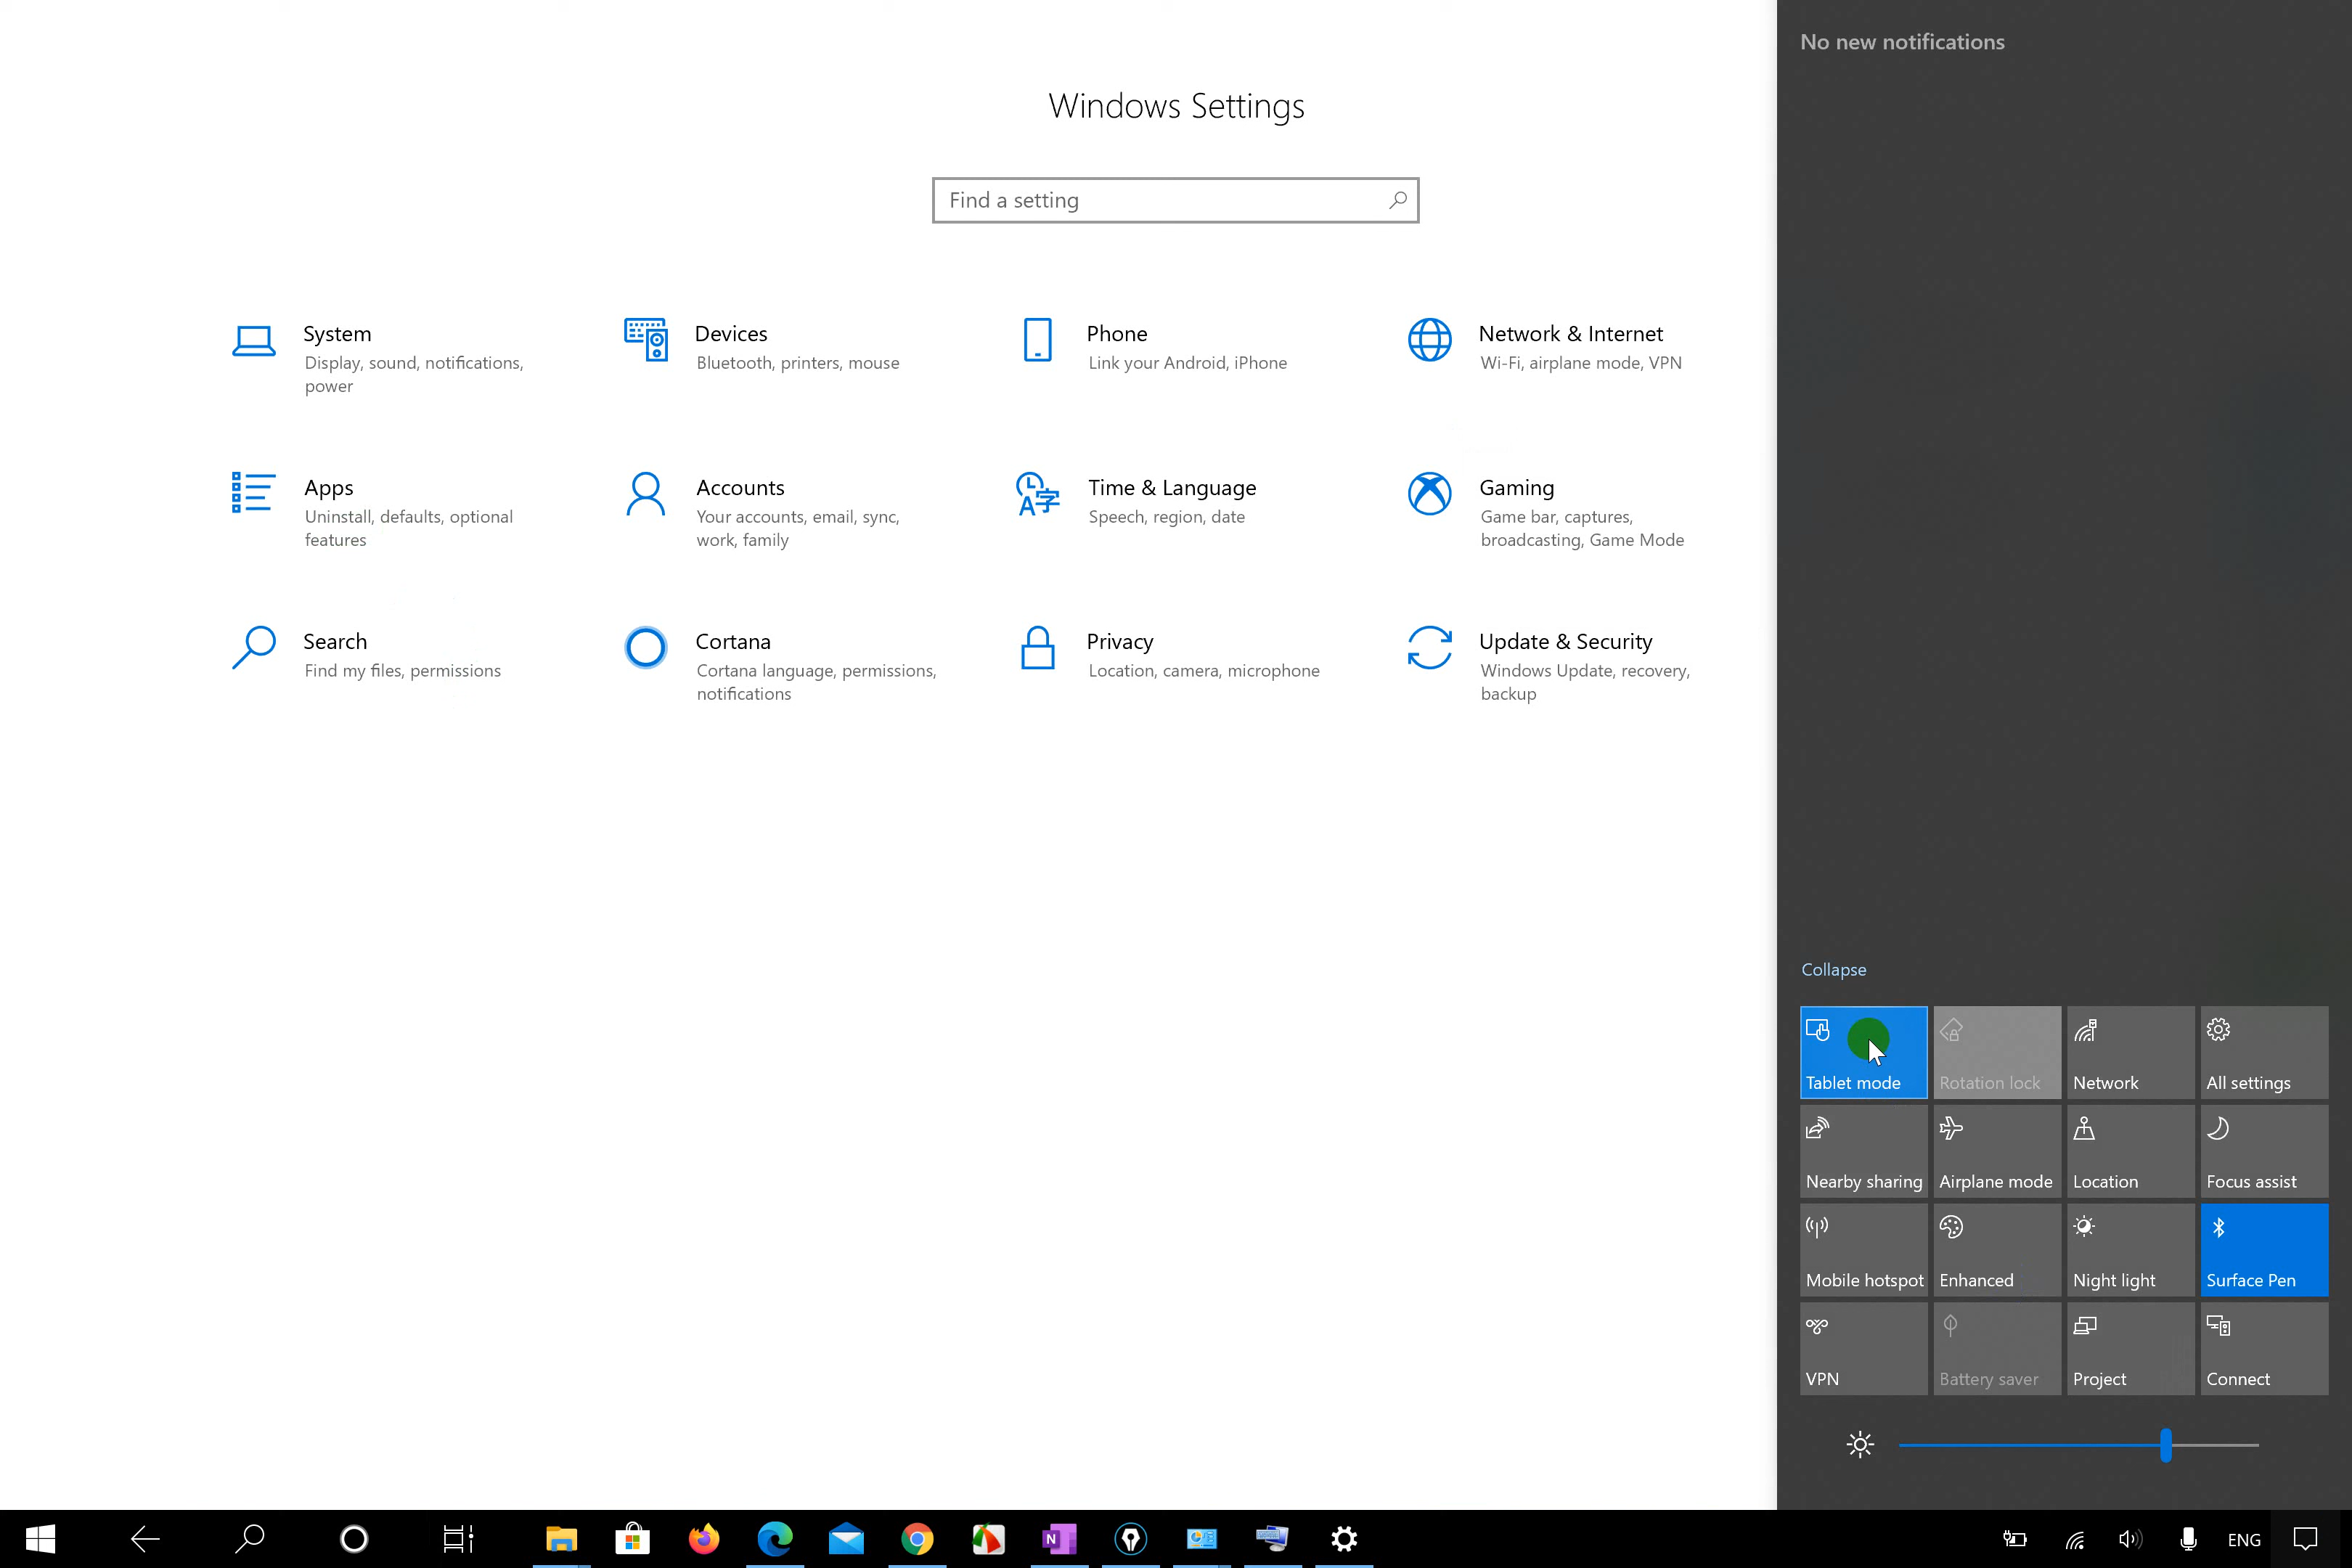 No new notifications
Windows Settings
Find a setting
System
Display, sound, notifications,
power
Devices
Bluetooth, printers, mouse
Phone
Link your Android, iPhone
Network & Internet
Wi-Fi, airplane mode, VPN
Apps
Uninstall, defaults, optional
features
Accounts
Your accounts, email, sync,
work, family
Time & Language
Speech, region, date
Gaming
Game bar, captures,
broadcasting, Game Mode
Search
Find my files, permissions
Cortana
Cortana language, permissions,
notifications
Privacy
Location, camera, microphone
Update & Security
Windows Update, recovery,
backup
Collapse
Tablet mode
Rotation lock
Network
All settings
Nearby sharing
Airplane mode
Location
Focus assist
Mobile hotspot
Enhanced
Night light
Surface Pen
VPN
Battery saver
Project
Connect
ENG